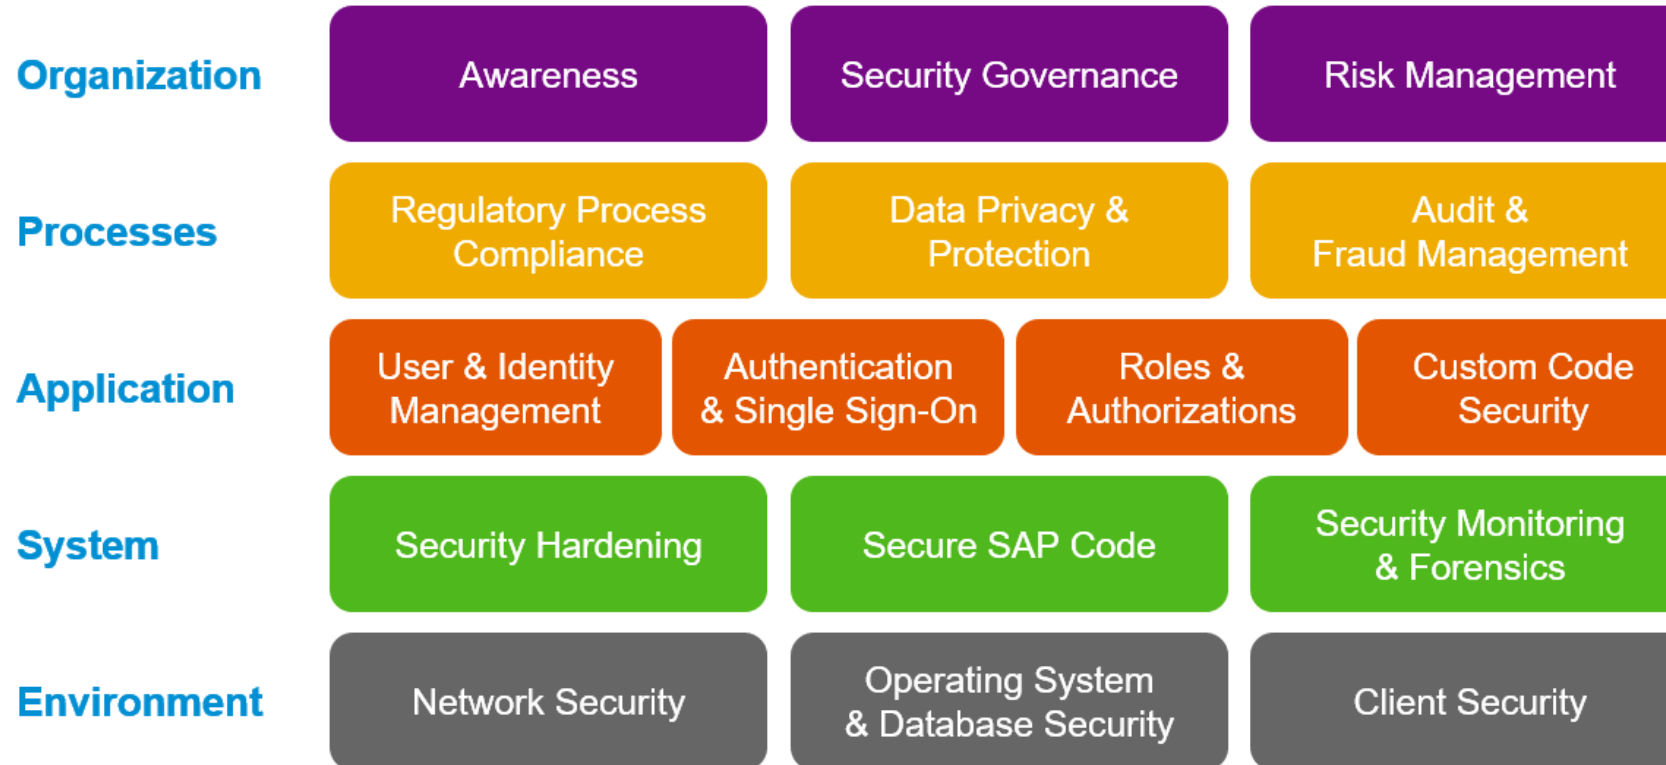 Organization
Awareness
Security Governance
Risk Management
Processes
Regulatory Process
Compliance
Data Privacy &
Protection
Audit &
Fraud Management
Application
User & Identity
Management
Authentication
& Single Sign-On
Roles &
Authorizations
Custom Code
Security
System
Security Hardening
Secure SAP Code
Security Monitoring
& Forensics
Environment
Network Security
Operating System
& Database Security
Client Security